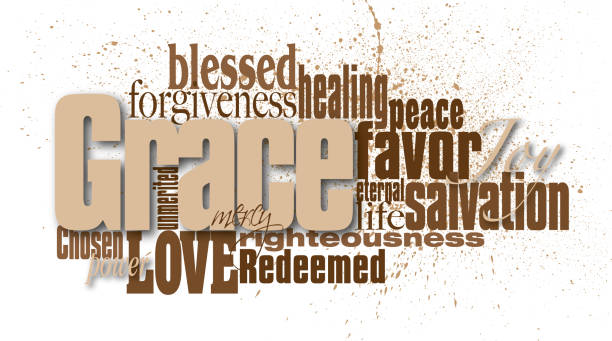 blessed
forgiveness
healing
peace
Grace
favor
Joy
unmerited
mercy
eternal
life
salvation
Chosen
power
LOVE
righteousness
Redeemed